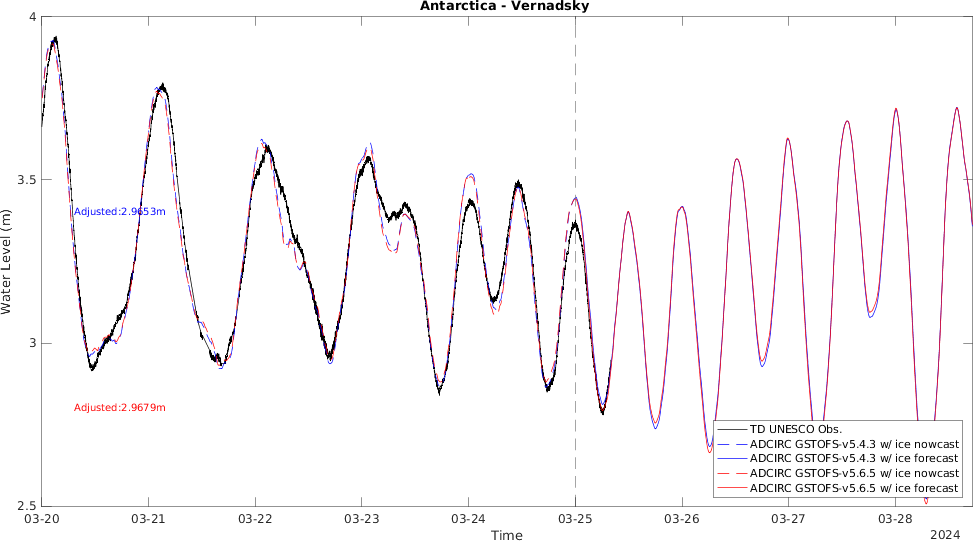 Antarctica - Vernadsky
4
3.5
3
2.5
Water Level (m)
Adjusted:2.9653m
Adjusted:2.9679m
TD UNESCO Obs.
ADCIRC GSTOFS-v5.4.3 w/ ice nowcast
ADCIRC GSTOFS-v5.4.3 w/ ice forecast
ADCIRC GSTOFS-v5.6.5 w/ ice nowcast
ADCIRC GSTOFS-v5.6.5 w/ ice forecast
03-20 03-21 03-22 03-23 03-24 03-25 03-26 03-27 03-28
Time
2024